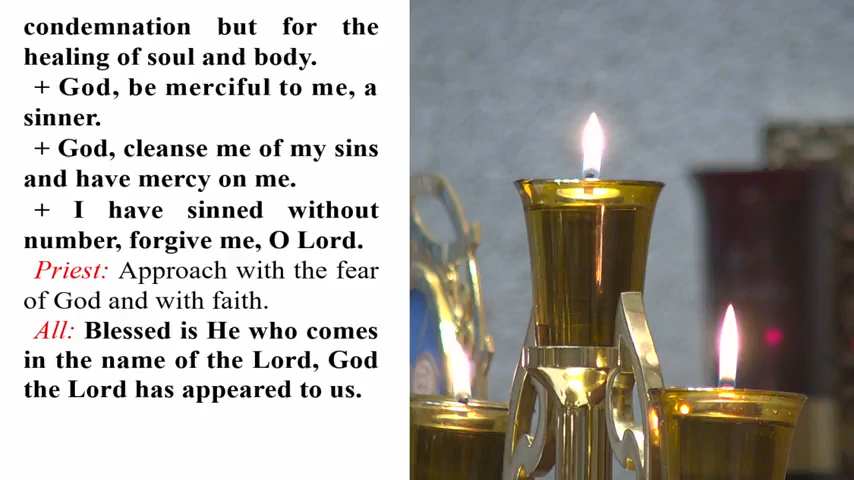 condemnation but for the
healing of soul and body.
+ God, be merciful to me, a
sinner.
+ God, cleanse me of my sins
and have mercy on me.
+ I have sinned without
number, forgive me, O Lord.
Priest: Approach with the fear
of God and with faith.
All: Blessed is He who comes
in the name of the Lord, God
the Lord has appeared to us.